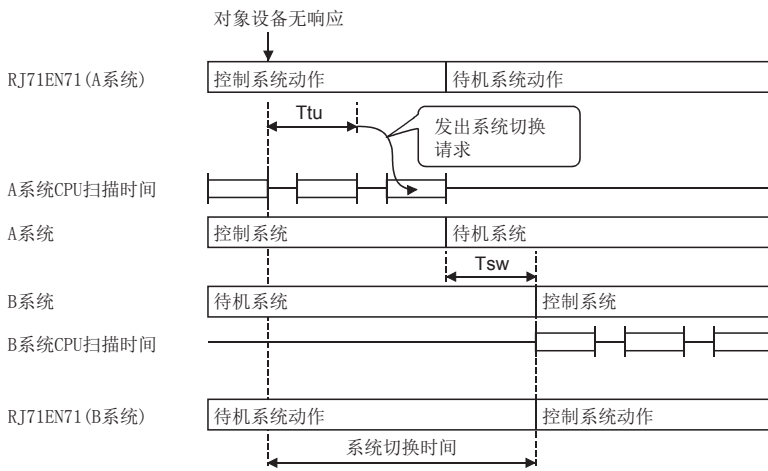 对象设备无响应
RJ71EN71(A系统)
控制系统动作
待机系统动作
Ttu
发出系统切换
请求
A系统CPU扫描时间
A系统
控制系统
待机系统
Tsw
B系统
待机系统
控制系统
B系统CPU扫描时间
RJ71EN71(B系统)
待机系统动作
控制系统动作
系统切换时间